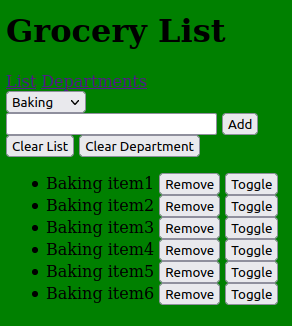 Grocery List
List Departments
Baking
Add
Clear List Clear Department
Baking item1 Remove Toggle
Baking item2 Remove Toggle
Baking item3 Remove Toggle
Baking item4 Remove Toggle
Baking item5 Remove Toggle
Baking item6 Remove Toggle